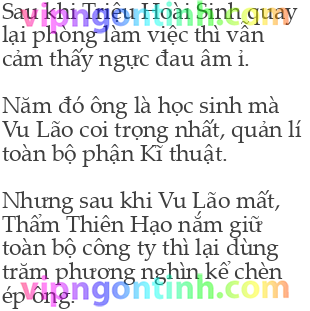 Sau khi Triệu Hoài Sinh quay
lại phòng làm việc thì vẫn
cảm thấy ngực đau âm ỉ.
Năm đó ông là học sinh mà
Vu Lão coi trọng nhất, quản lí
toàn bộ phận Kĩ thuật.
Nhưng sau khi Vu Lão mất,
Thẩm Thiên Hạo nắm giữ
toàn bộ công ty thì lại dùng
trăm phương nghìn kể chèn
ép ông.
vipngontinh.com
vipngontinh.com